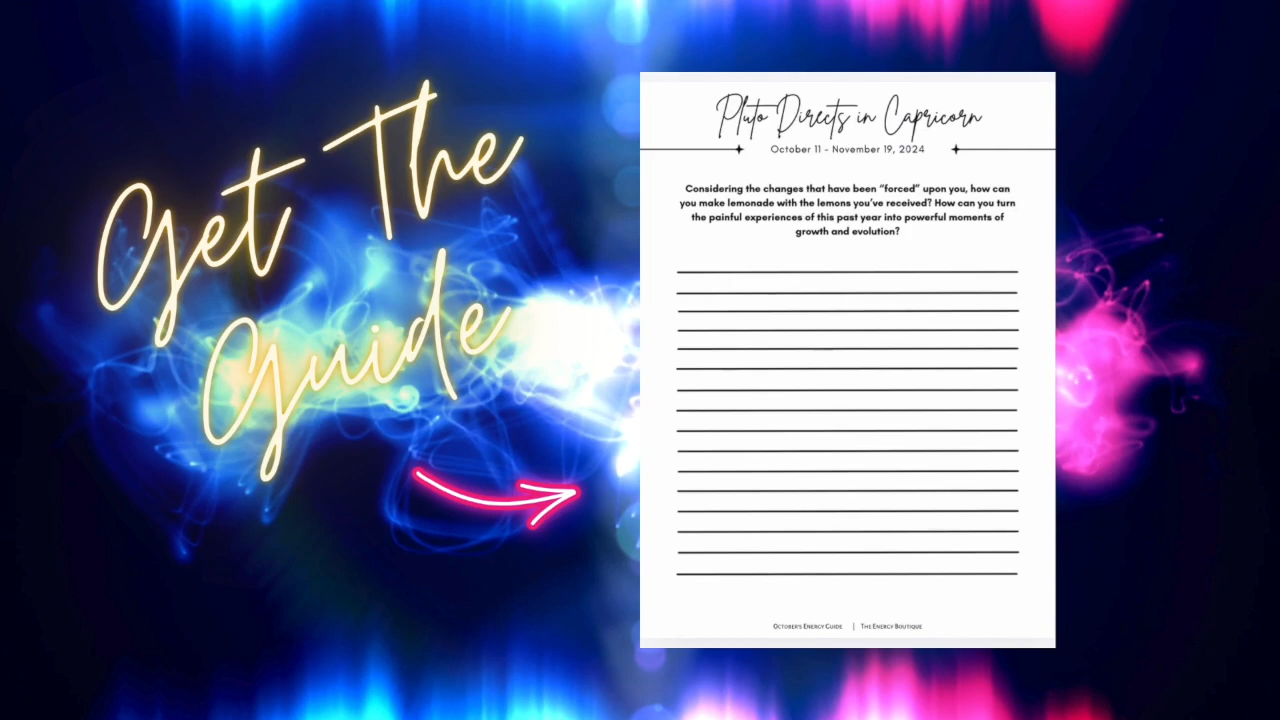 Get The
Guide
Pluto Directs in Capricorn
October 11 - November 19, 2024
Considering the changes that have been “forced” upon you, how can
you make lemonade with the lemons you’ve received? How can you turn
the painful experiences of this past year into powerful moments of
growth and evolution?
October's Energy Guide | The Energy Boutique